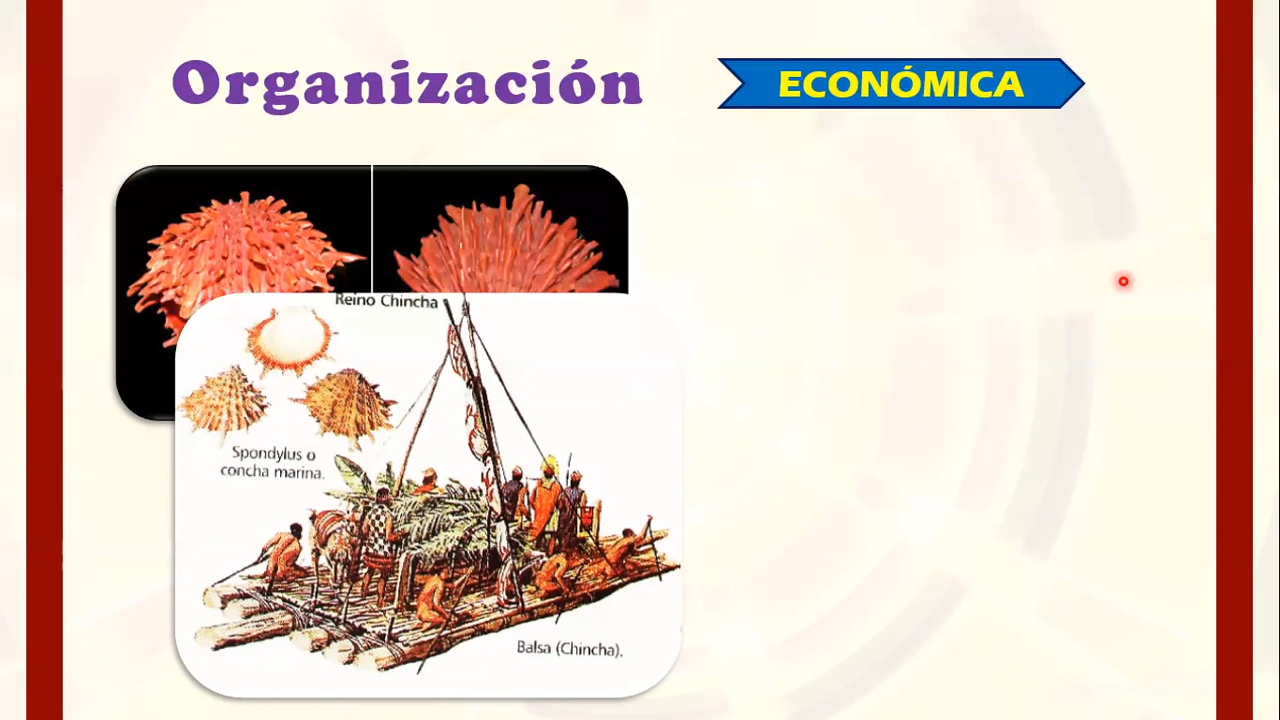 Organización
ECONÓMICA
Reino Chincha
Spondylus o
concha marina.
Balsa (Chincha).